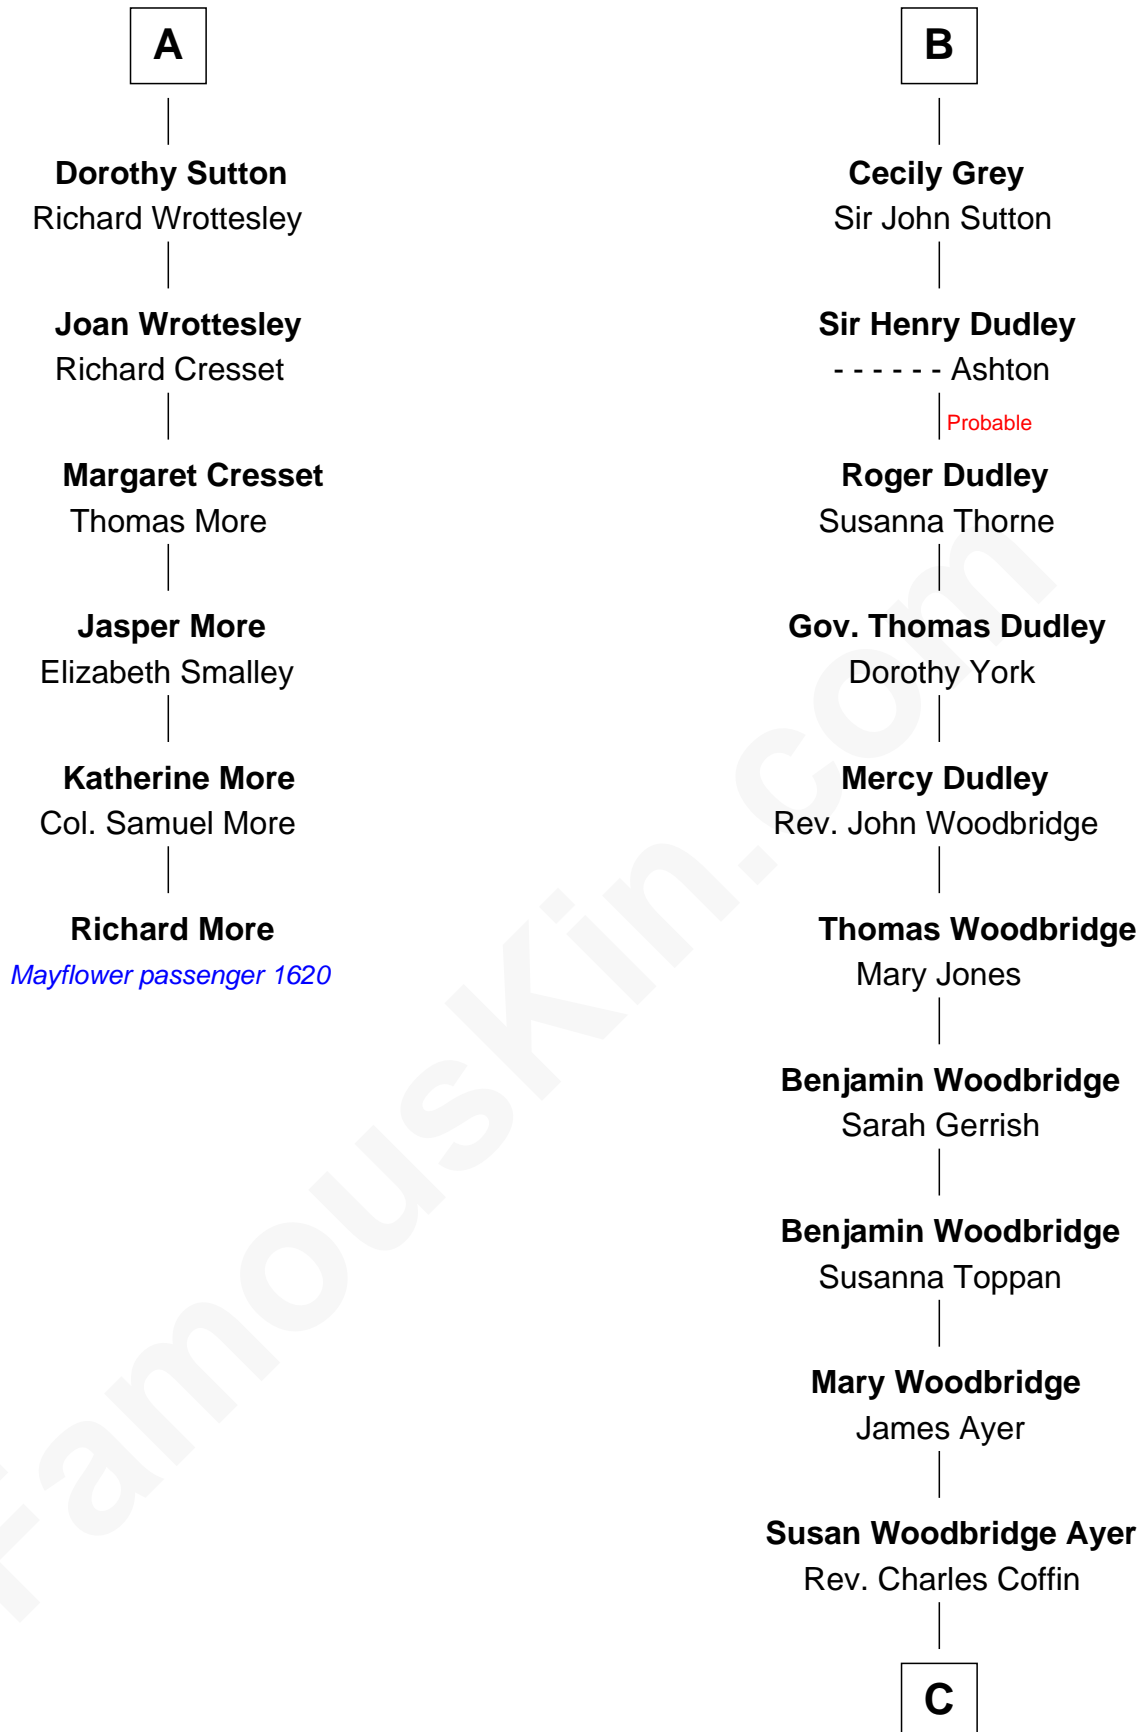 A
Dorothy Sutton
Richard Wrottesley
Joan Wrottesley
Richard Cresset
Margaret Cresset
Thomas More
Jasper More
Elizabeth Smalley
Katherine More
Col. Samuel More
Richard More
Mayflower passenger 1620
B
Cecily Grey
Sir John Sutton
Sir Henry Dudley
- - - - - - Ashton
Probable
Roger Dudley
Susanna Thorne
Gov. Thomas Dudley
Dorothy York
Mercy Dudley
Rev. John Woodbridge
Thomas Woodbridge
Mary Jones
Benjamin Woodbridge
Sarah Gerrish
Benjamin Woodbridge
Susanna Toppan
Mary Woodbridge
James Ayer
Susan Woodbridge Ayer
Rev. Charles Coffin
C
FamousKin.com